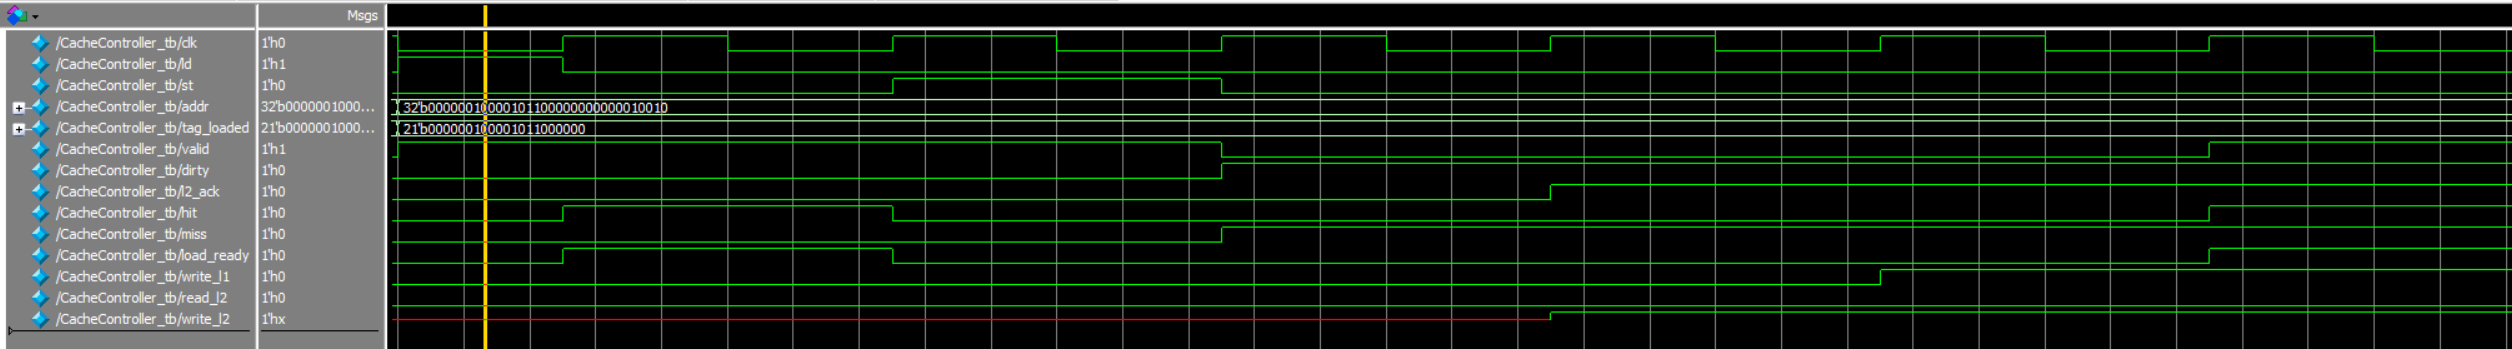 Msgs
/CacheController_tb/clk 1'h0
/CacheController_tb/ld 1'h1
/CacheController_tb/st 1'h0
/CacheController_tb/addr 32'b0000001000... 32'b00000010000101100000000000010010
/CacheController_tb/tag_loaded 21'b0000001000... 21'b000000100001011000000
/CacheController_tb/valid 1'h1
/CacheController_tb/dirty 1'h0
/CacheController_tb/l2_ack 1'h0
/CacheController_tb/hit 1'h0
/CacheController_tb/miss 1'h0
/CacheController_tb/load_ready 1'h0
/CacheController_tb/write_l1 1'h0
/CacheController_tb/read_l2 1'h0
/CacheController_tb/write_l2 1'hx